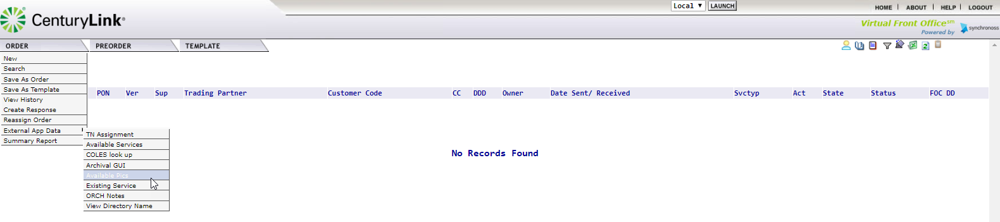 Local LAUNCH
HOME | ABOUT | HELP | LOGOUT
CenturyLink®
Virtual Front Office℠
Powered by synchronoss
ORDER PREORDER TEMPLATE
New
Search
Save As Order
Save As Template
View History
Create Response
Reassign Order
External App Data
Summary Report
PON Ver Sup Trading Partner Customer Code CC DDD Owner Date Sent/ Received Svctyp Act State Status FOC DD
TN Assignment
Available Services
COLES look up
Archival GUI
Available Pics
Existing Service
ORCH Notes
View Directory Name
No Records Found